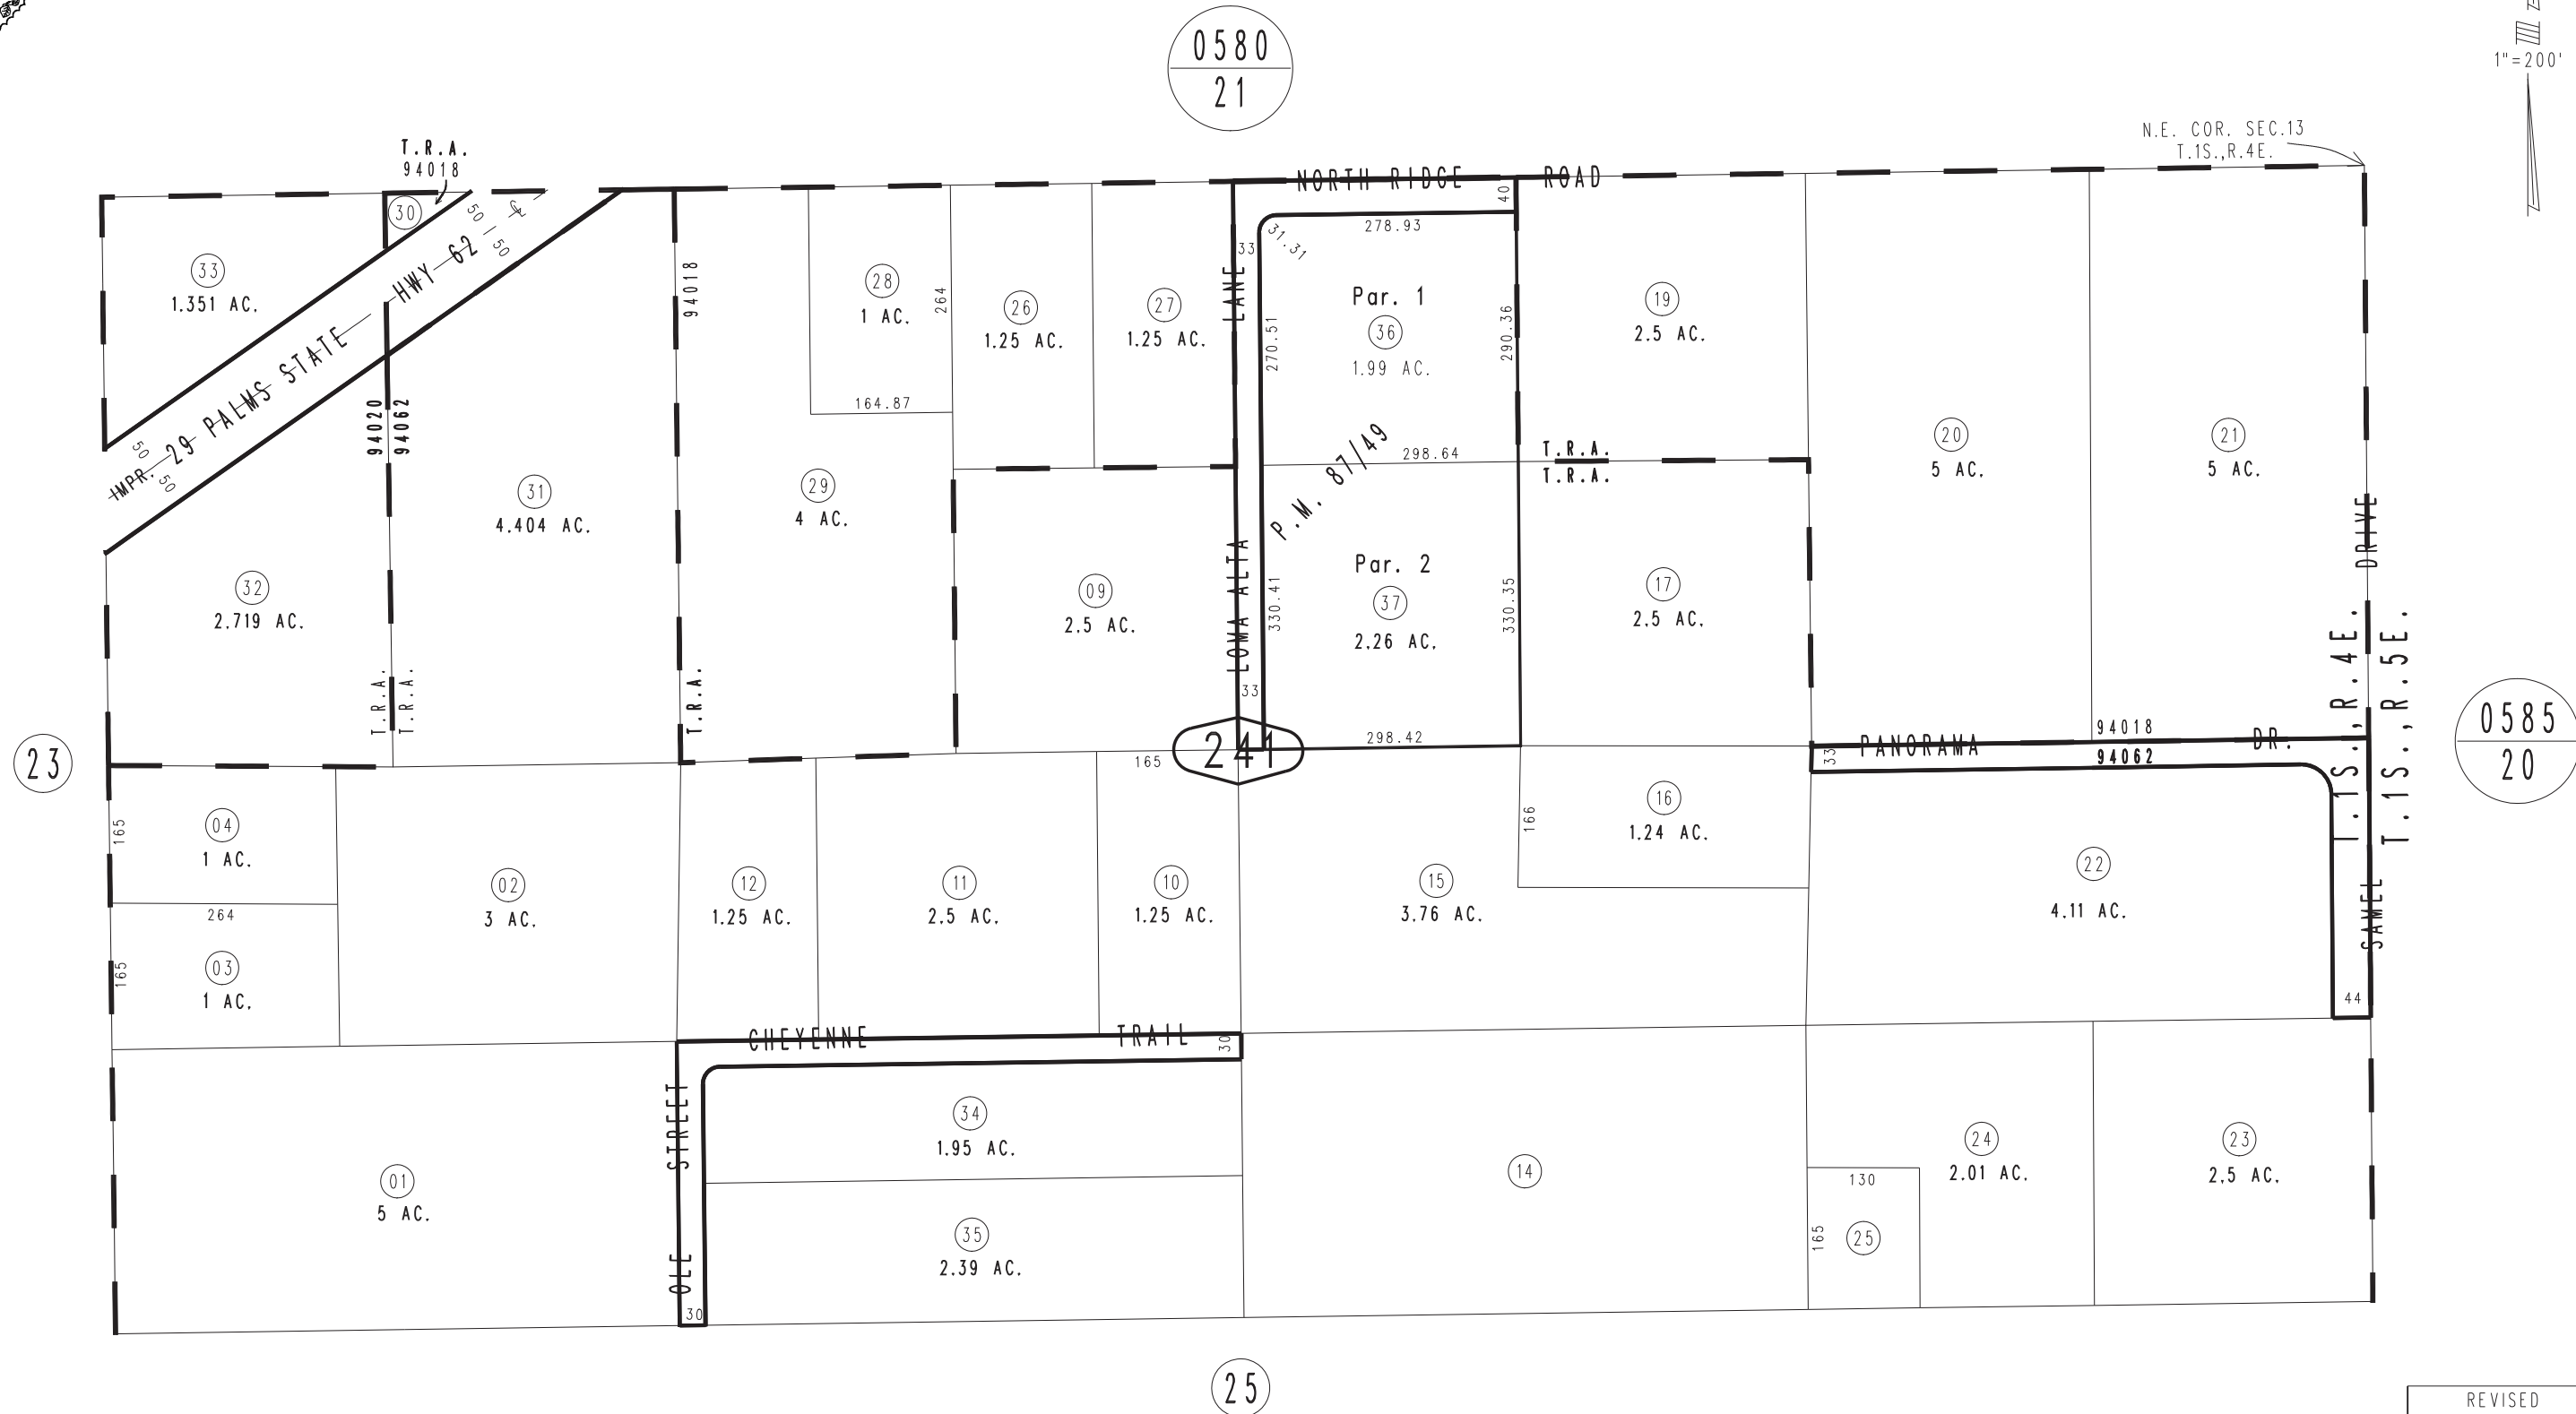 0580
21
1"=200'
N.E. COR. SEC.13
T.1S.,R.4E.
T.R.A.
94018
30
50
50
HWY 62
IMPR. 29 PALMS STATE
50
50
33
1.351 AC.
94020
94062
94018
NORTH RIDGE ROAD
40
278.93
31.31
33
LANE
28
1 AC.
264
164.87
26
1.25 AC.
27
1.25 AC.
270.51
Par. 1
36
1.99 AC.
290.36
19
2.5 AC.
20
5 AC.
21
5 AC.
298.64
T.R.A.
T.R.A.
P.M. 87/49
31
4.404 AC.
29
4 AC.
32
2.719 AC.
09
2.5 AC.
LOMA ALTA
330.41
Par. 2
37
2.26 AC.
330.35
17
2.5 AC.
DRIVE
T.1S.,R.4E.
T.1S.,R.5E.
T.R.A.
T.R.A.
T.R.A.
33
23
165
241
298.42
33
PANORAMA DR.
94018
94062
0585
20
04
1 AC.
165
264
03
1 AC.
165
02
3 AC.
12
1.25 AC.
11
2.5 AC.
10
1.25 AC.
15
3.76 AC.
166
16
1.24 AC.
22
4.11 AC.
SAMEL
44
CHEYENNE TRAIL
30
STREET
OLE
30
01
5 AC.
34
1.95 AC.
35
2.39 AC.
14
130
165
25
24
2.01 AC.
23
2.5 AC.
25
REVISED